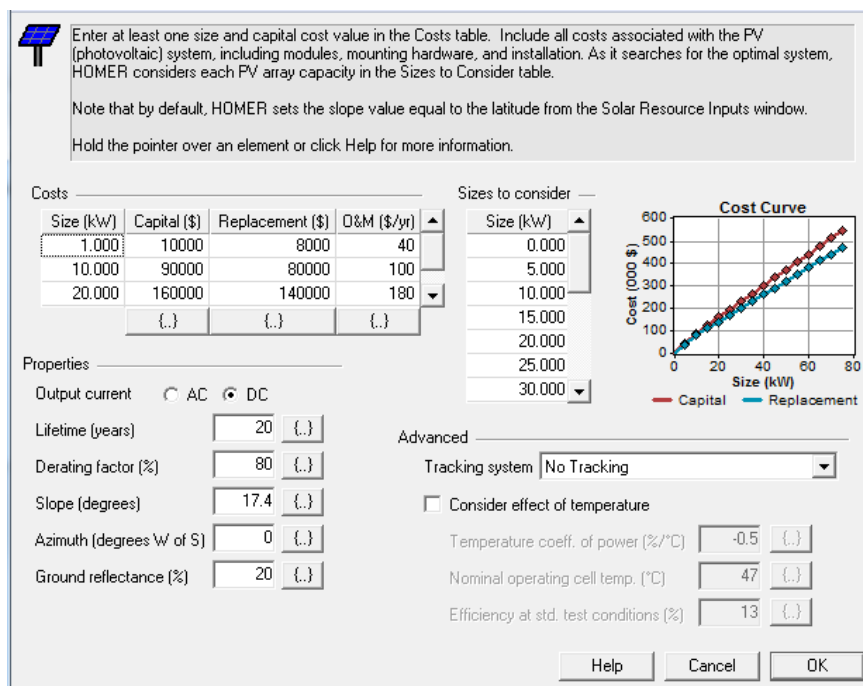 Enter at least one size and capital cost value in the Costs table. Include all costs associated with the PV
(photovoltaic) system, including modules, mounting hardware, and installation. As it searches for the optimal system,
HOMER considers each PV array capacity in the Sizes to Consider table.
Note that by default, HOMER sets the slope value equal to the latitude from the Solar Resource Inputs window.
Hold the pointer over an element or click Help for more information.
Costs
Size (kW) Capital ($) Replacement ($) O&M ($/yr)
1.000 10000 8000 40
10.000 90000 80000 100
20.000 160000 140000 180
{..} {..} {..}
Sizes to consider
Size (kW)
0.000
5.000
10.000
15.000
20.000
25.000
30.000
Cost Curve
Cost (000 $)
600
500
400
300
200
100
0
0 20 40 60 80
Size (kW)
Capital Replacement
Properties
Output current AC DC
Lifetime (years) 20 {..}
Derating factor (%) 80 {..}
Slope (degrees) 17.4 {..}
Azimuth (degrees W of S) 0 {..}
Ground reflectance (%) 20 {..}
Advanced
Tracking system No Tracking
Consider effect of temperature
Temperature coeff. of power (%/°C) -0.5 {..}
Nominal operating cell temp. (°C) 47 {..}
Efficiency at std. test conditions (%) 13 {..}
Help Cancel OK